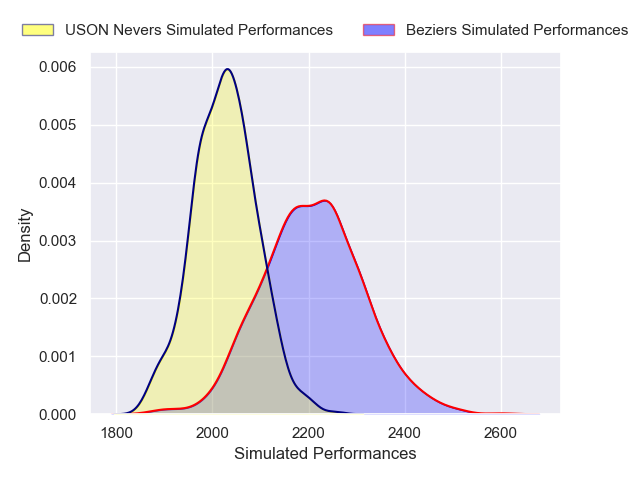 USON Nevers Simulated Performances
Beziers Simulated Performances
0.006
0.005
0.004
0.003
0.002
0.001
0.000
Density
1800 2000 2200 2400 2600
Simulated Performances